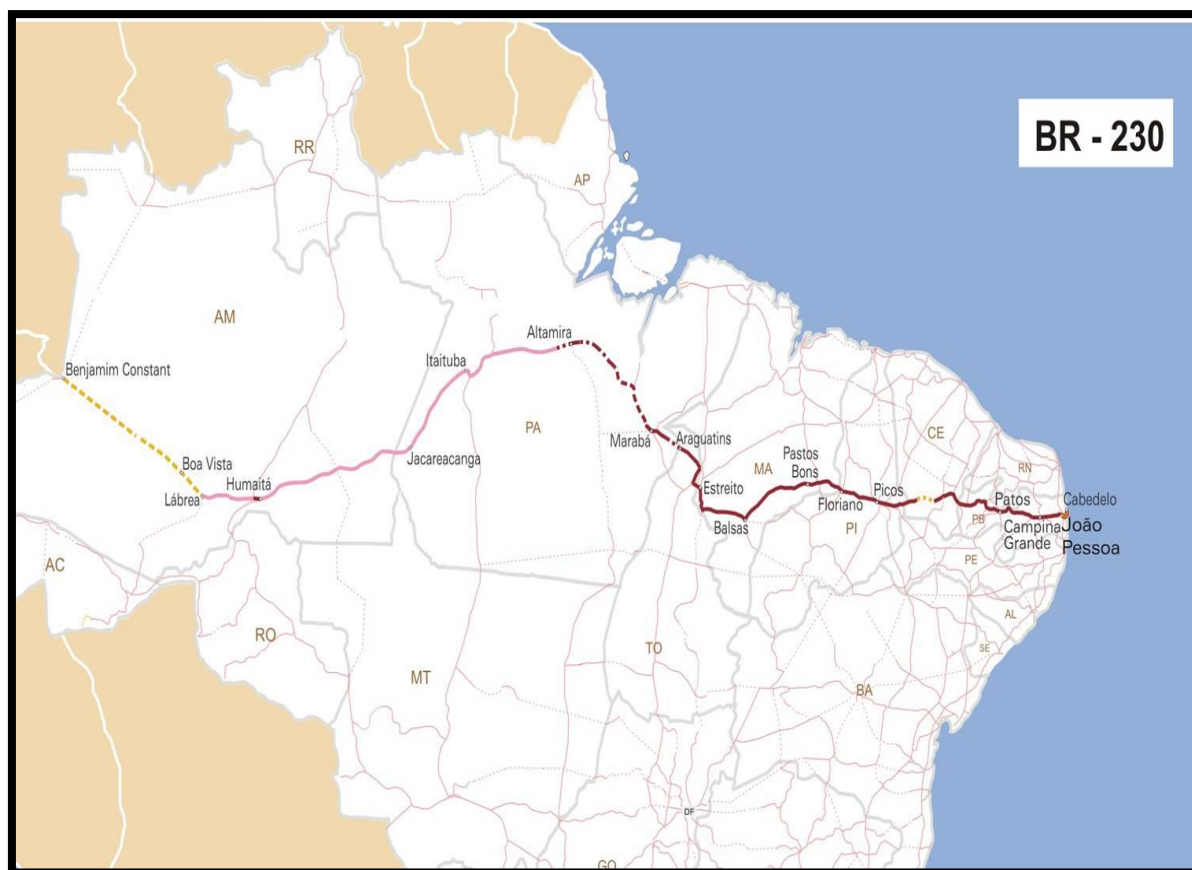 BR - 230
RR
AP
AM
Altamira
Itaituba
Benjamim Constant
PA
CE
Marabá
Araguatins
MA
Pastos
Bons
RN
Boa Vista
Humaitá
Jacareacanga
Lábrea
Estreito
Picos
Patos
Cabedelo
Floriano
Balsas
PI
PB
Campina
Grande
João
Pessoa
AC
PE
AL
RO
TO
SE
MT
BA
DF
GO